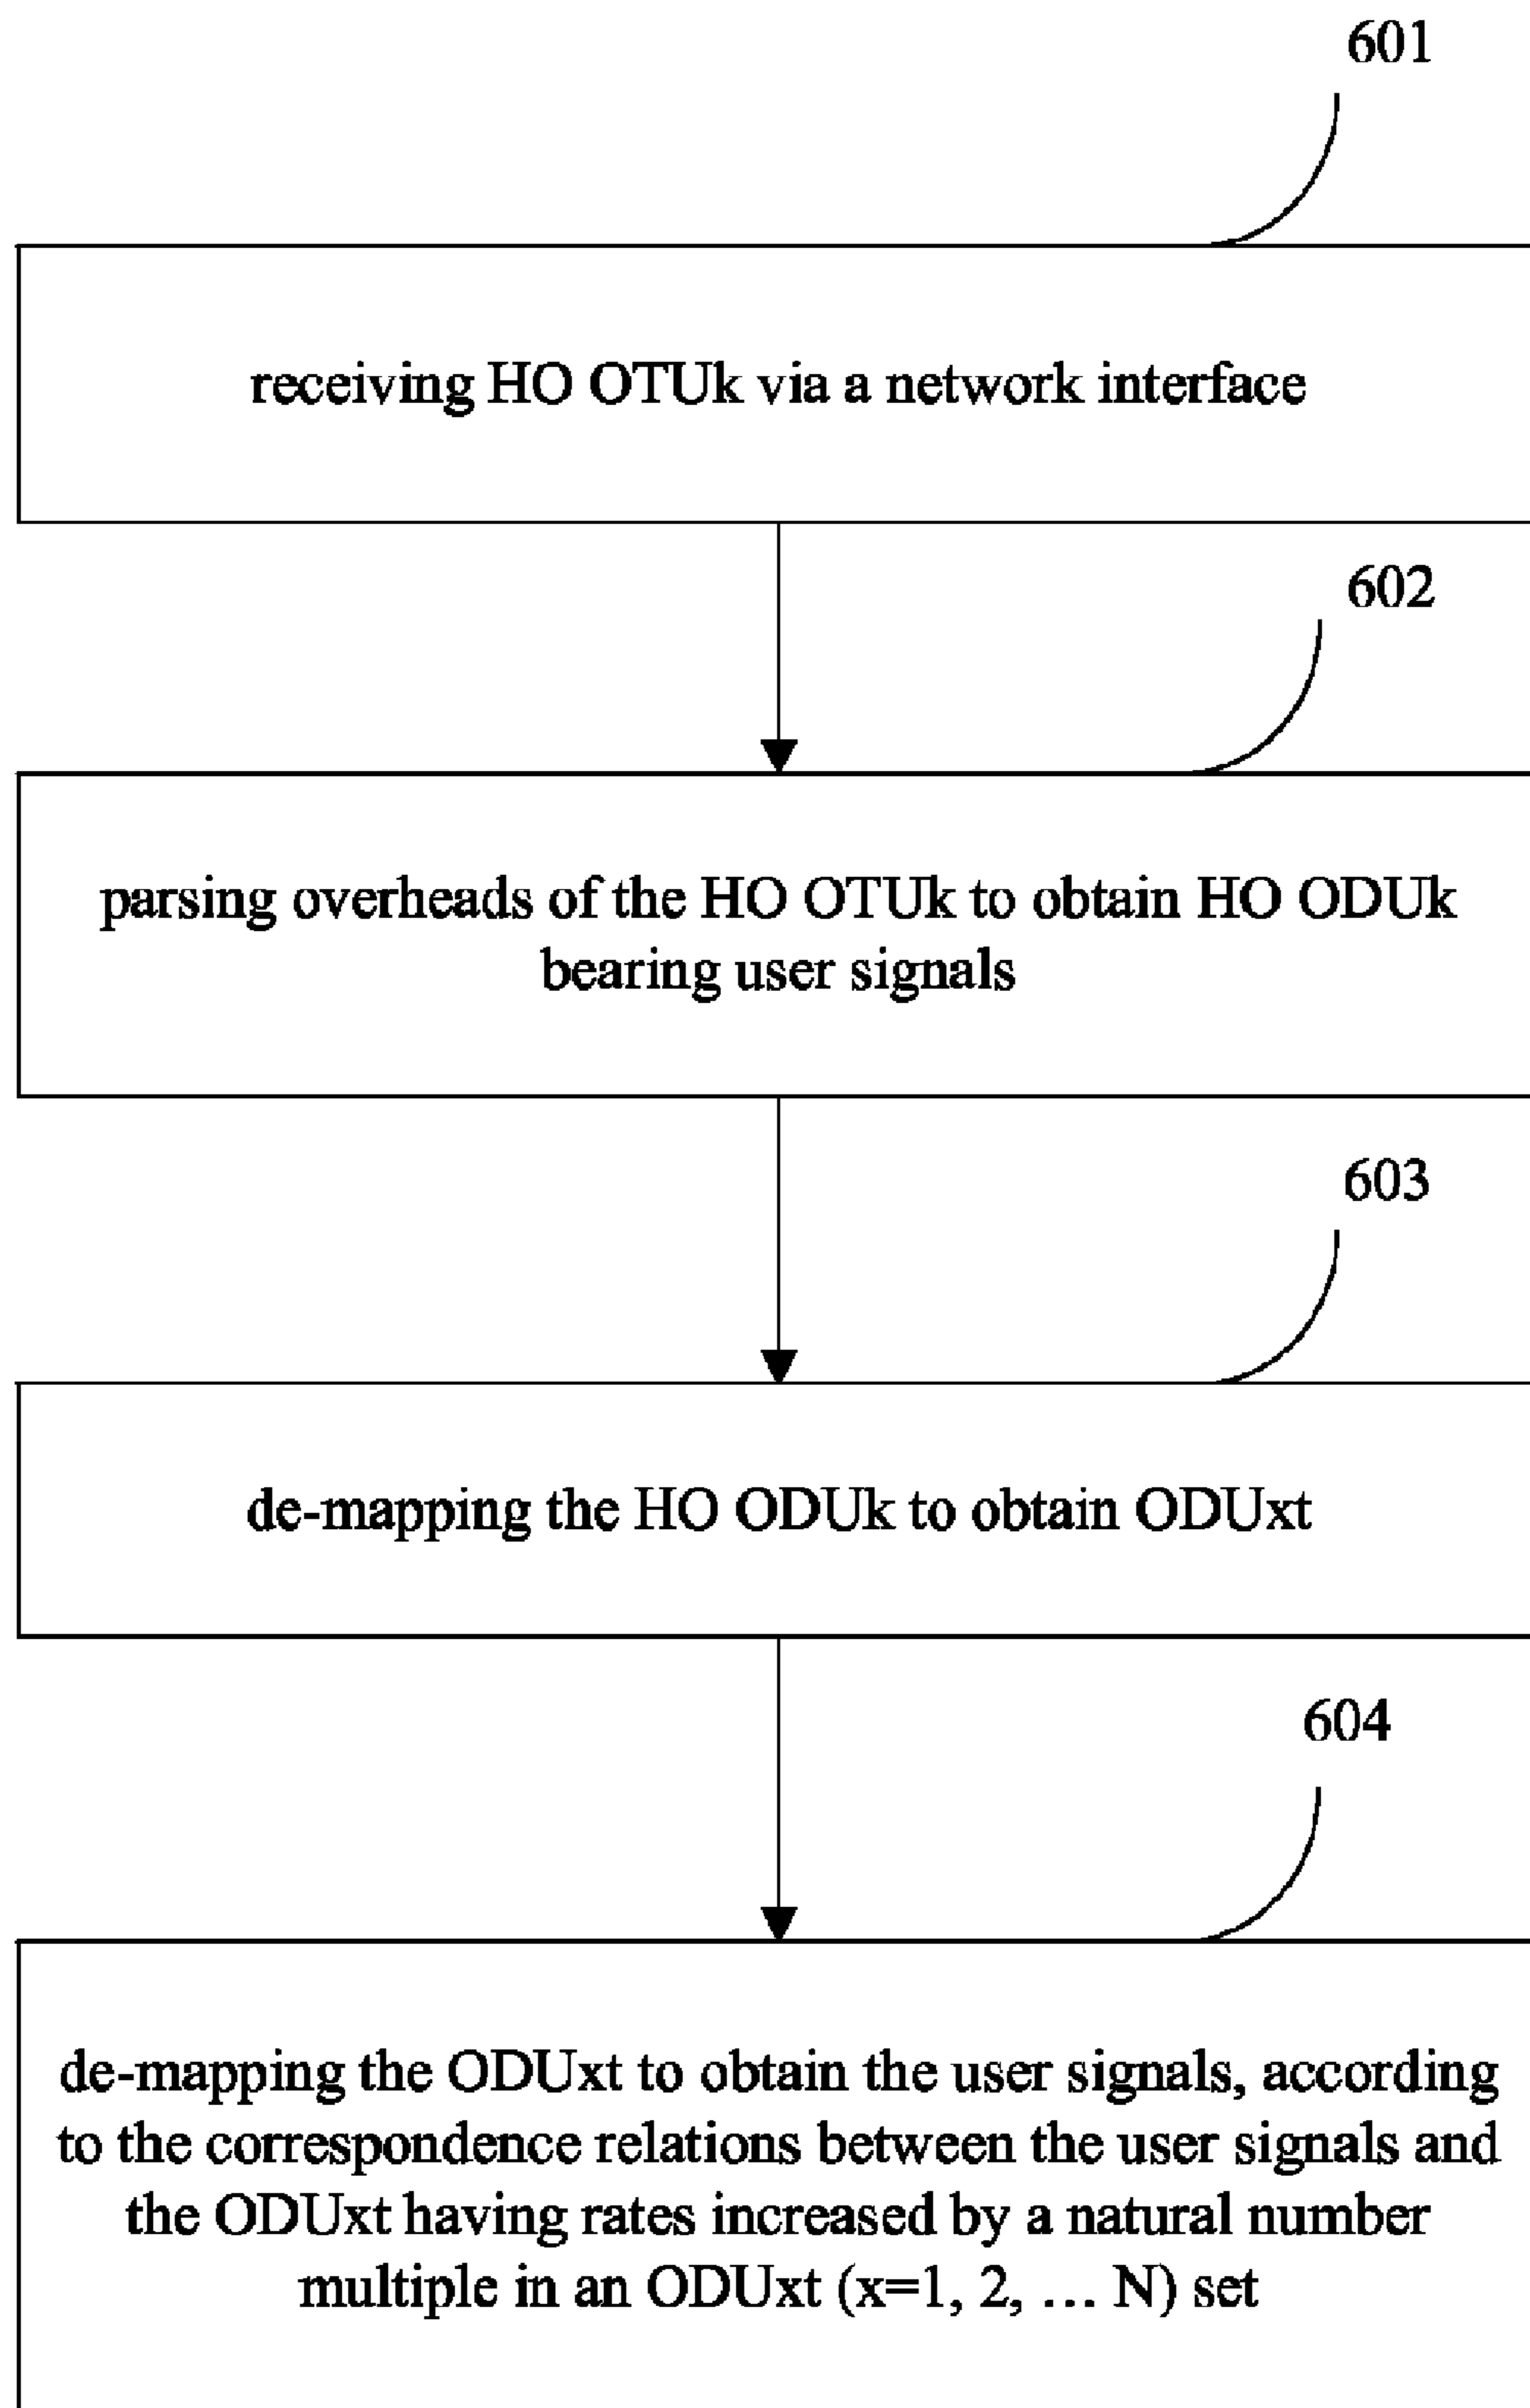 601
receiving HO OTUk via a network interface
602
parsing overheads of the HO OTUk to obtain HO ODUk
bearing user signals
603
de-mapping the HO ODUk to obtain ODUxt
604
de-mapping the ODUxt to obtain the user signals, according
to the correspondence relations between the user signals and
the ODUxt having rates increased by a natural number
multiple in an ODUxt (x=1, 2, … N) set